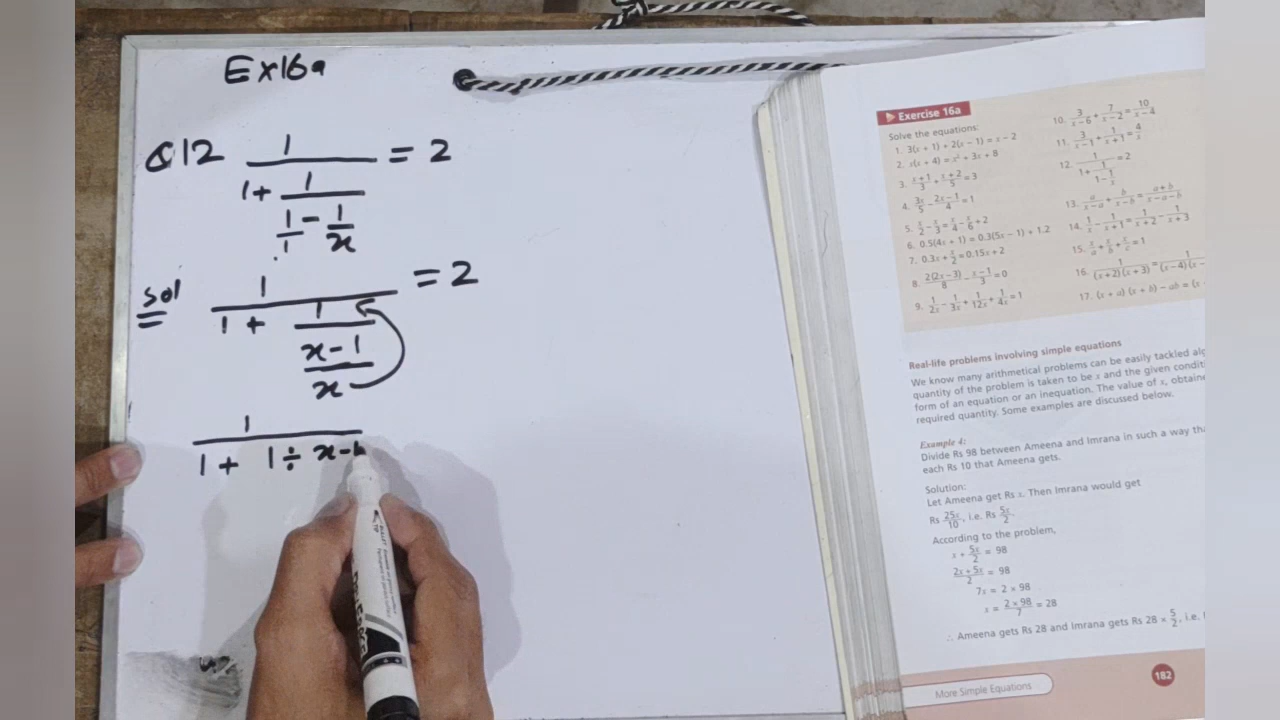 Ex16a
Q12 1/(1+1/(1/1-1/x)) = 2
Sol 1/(1+1/((x-1)/x)) = 2
1/(1+ 1÷ x-1
Exercise 16a
Solve the equations:
1. 3(x + 1) + 2(x − 1) = x − 2
2. x(x + 4) = x² + 3x + 8
3. (x+1)/3 + (x+2)/5 = 3
4. 3x/5 − (2x−1)/4 = 1
5. x/2 − x/3 = x/4 − x/6 + 2
6. 0.5(4x + 1) = 0.3(5x − 1) + 1.2
7. 0.3x + x/2 = 0.15x + 2
8. 2(2x−3)/8 − (x−1)/3 = 0
9. 1/2x − 1/3x + 1/12x + 1/4x = 1
10. 3/(x−6) + 7/(x−2) = 10/(x−4)
11. 3/(x−1) + 1/(x+1) = 4/x
12. 1/(1+1/(1−1/x)) = 2
13. a/(x−a) + b/(x−b) = (a+b)/(x−a−b)
14. 1/x − 1/(x+1) = 1/(x+2) − 1/(x+3)
15. x/a + x/b + x/c = 1
16. 1/(x+2)(x+3) = 1/(x−4)(x−
17. (x + a) (x + b) − ab = (x −
Real-life problems involving simple equations
We know many arithmetical problems can be easily tackled alg
quantity of the problem is taken to be x and the given condit
form of an equation or an inequation. The value of x, obtaine
required quantity. Some examples are discussed below.
Example 4:
Divide Rs 98 between Ameena and Imrana in such a way tha
each Rs 10 that Ameena gets.
Solution:
Let Ameena get Rs x. Then Imrana would get
Rs 25x/10, i.e. Rs 5x/2.
According to the problem,
x + 5x/2 = 98
(2x + 5x)/2 = 98
7x = 2 × 98
x = (2 × 98)/7 = 28
∴ Ameena gets Rs 28 and Imrana gets Rs 28 × 5/2, i.e.
More Simple Equations
182